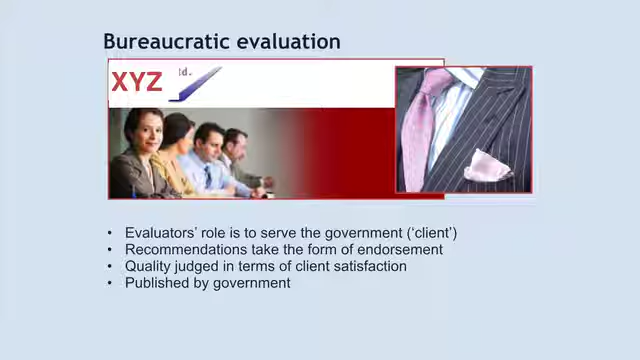 Bureaucratic evaluation
XYZ
td.
• Evaluators’ role is to serve the government (‘client’)
• Recommendations take the form of endorsement
• Quality judged in terms of client satisfaction
• Published by government